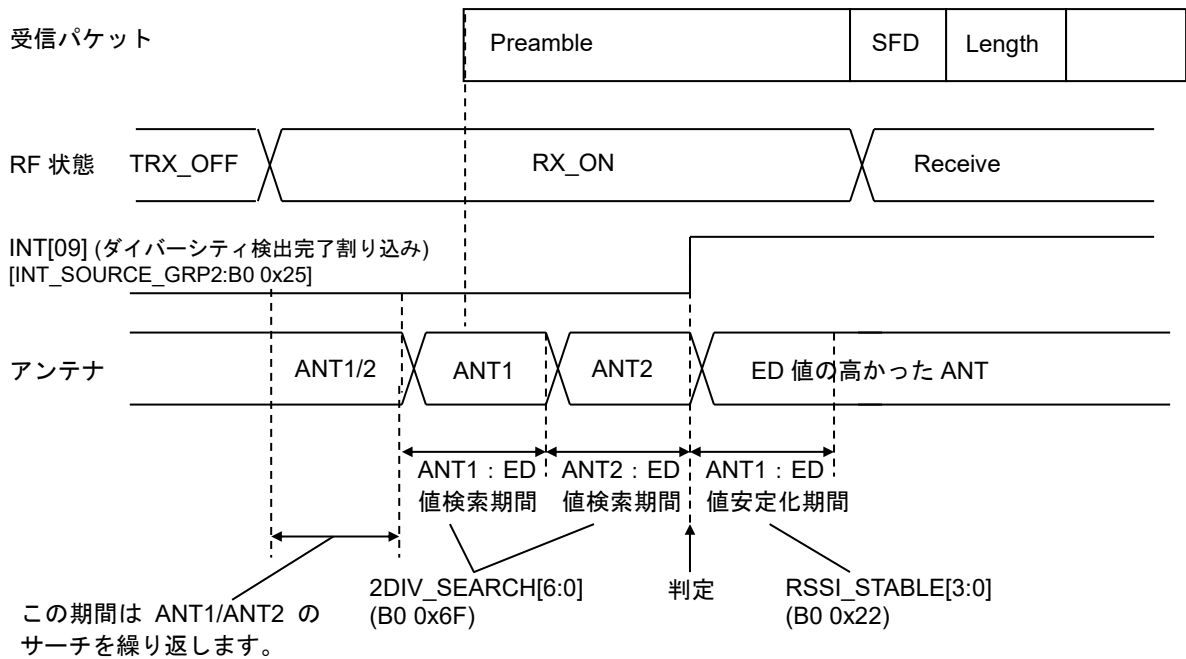 受信パケット
Preamble
SFD
Length
RF 状態
TRX_OFF
RX_ON
Receive
INT[09] (ダイバーシティ検出完了割り込み)
[INT_SOURCE_GRP2:B0 0x25]
アンテナ
ANT1/2
ANT1
ANT2
ED 値の高かった ANT
ANT1：ED
値検索期間
ANT2：ED
値検索期間
ANT1：ED
値安定化期間
この期間は ANT1/ANT2 の
サーチを繰り返します。
2DIV_SEARCH[6:0]
(B0 0x6F)
判定
RSSI_STABLE[3:0]
(B0 0x22)